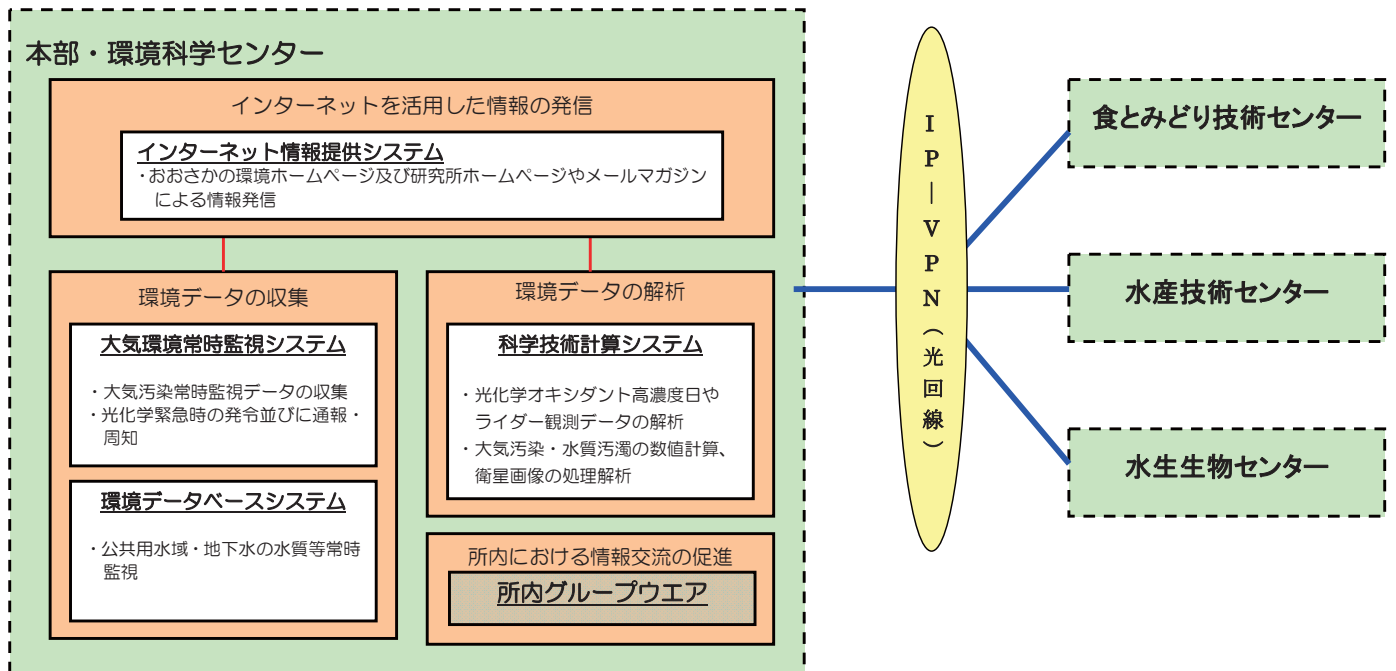 本部・環境科学センター
インターネットを活用した情報の発信
インターネット情報提供システム
・おおさかの環境ホームページ及び研究所ホームページやメールマガジン
による情報発信
環境データの収集
大気環境常時監視システム
・大気汚染常時監視データの収集
・光化学緊急時の発令並びに通報・
周知
環境データベースシステム
・公共用水域・地下水の水質等常時
監視
環境データの解析
科学技術計算システム
・光化学オキシダント高濃度日や
ライダー観測データの解析
・大気汚染・水質汚濁の数値計算、
衛星画像の処理解析
所内における情報交流の促進
所内グループウエア
IP―VPN（光回線）
食とみどり技術センター
水産技術センター
水生生物センター